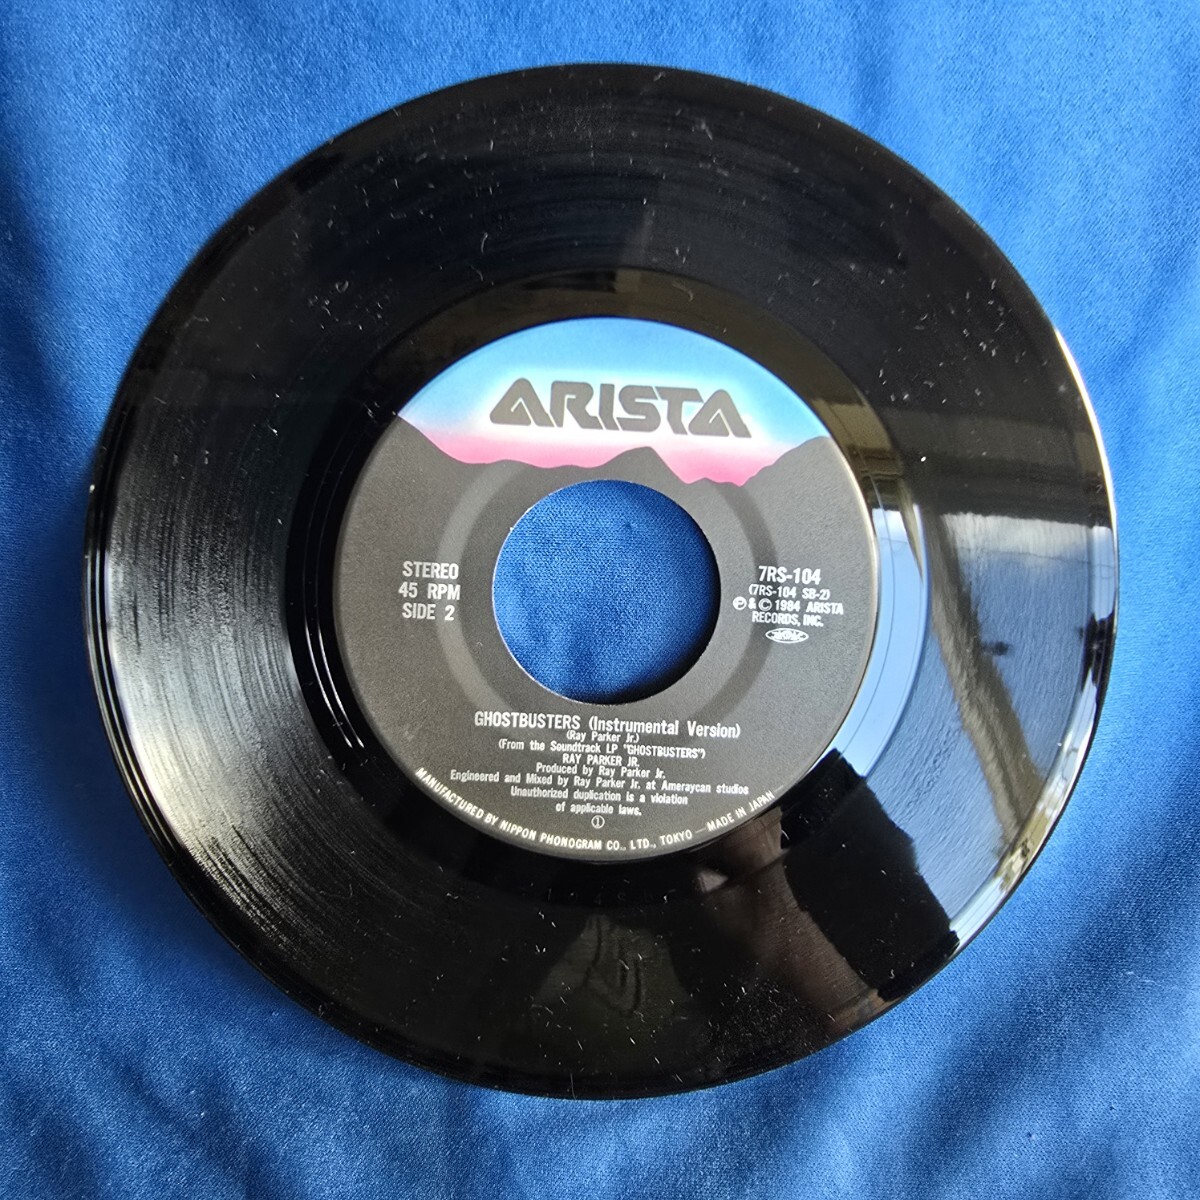 ARISTA
STEREO
45 RPM
SIDE 2
7RS-104
(7RS-104 SB-2)
℗&© 1984 ARISTA
RECORDS, INC.
GHOSTBUSTERS (Instrumental Version)
(Ray Parker Jr.)
(From the Soundtrack LP "GHOSTBUSTERS")
RAY PARKER JR.
Produced by Ray Parker Jr.
Engineered and Mixed by Ray Parker Jr. at Ameraycan studios
Unauthorized duplication is a violation
of applicable laws.
①
MANUFACTURED BY NIPPON PHONOGRAM CO., LTD., TOKYO — MADE IN JAPAN —